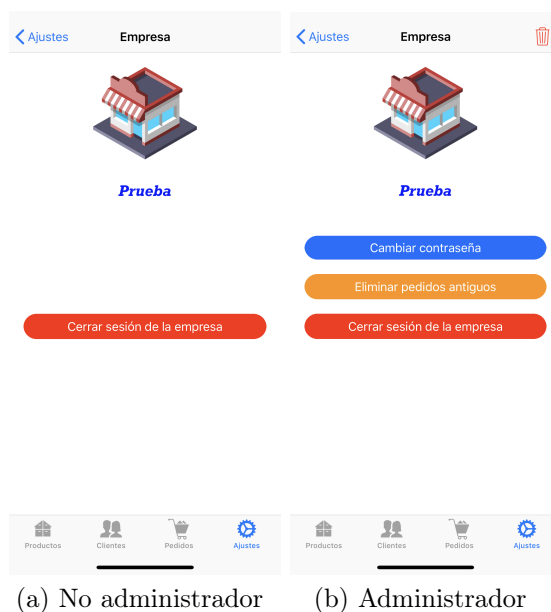 Ajustes
Empresa
Prueba
Cerrar sesión de la empresa
Productos
Clientes
Pedidos
Ajustes
(a) No administrador
Ajustes
Empresa
Prueba
Cambiar contraseña
Eliminar pedidos antiguos
Cerrar sesión de la empresa
Productos
Clientes
Pedidos
Ajustes
(b) Administrador